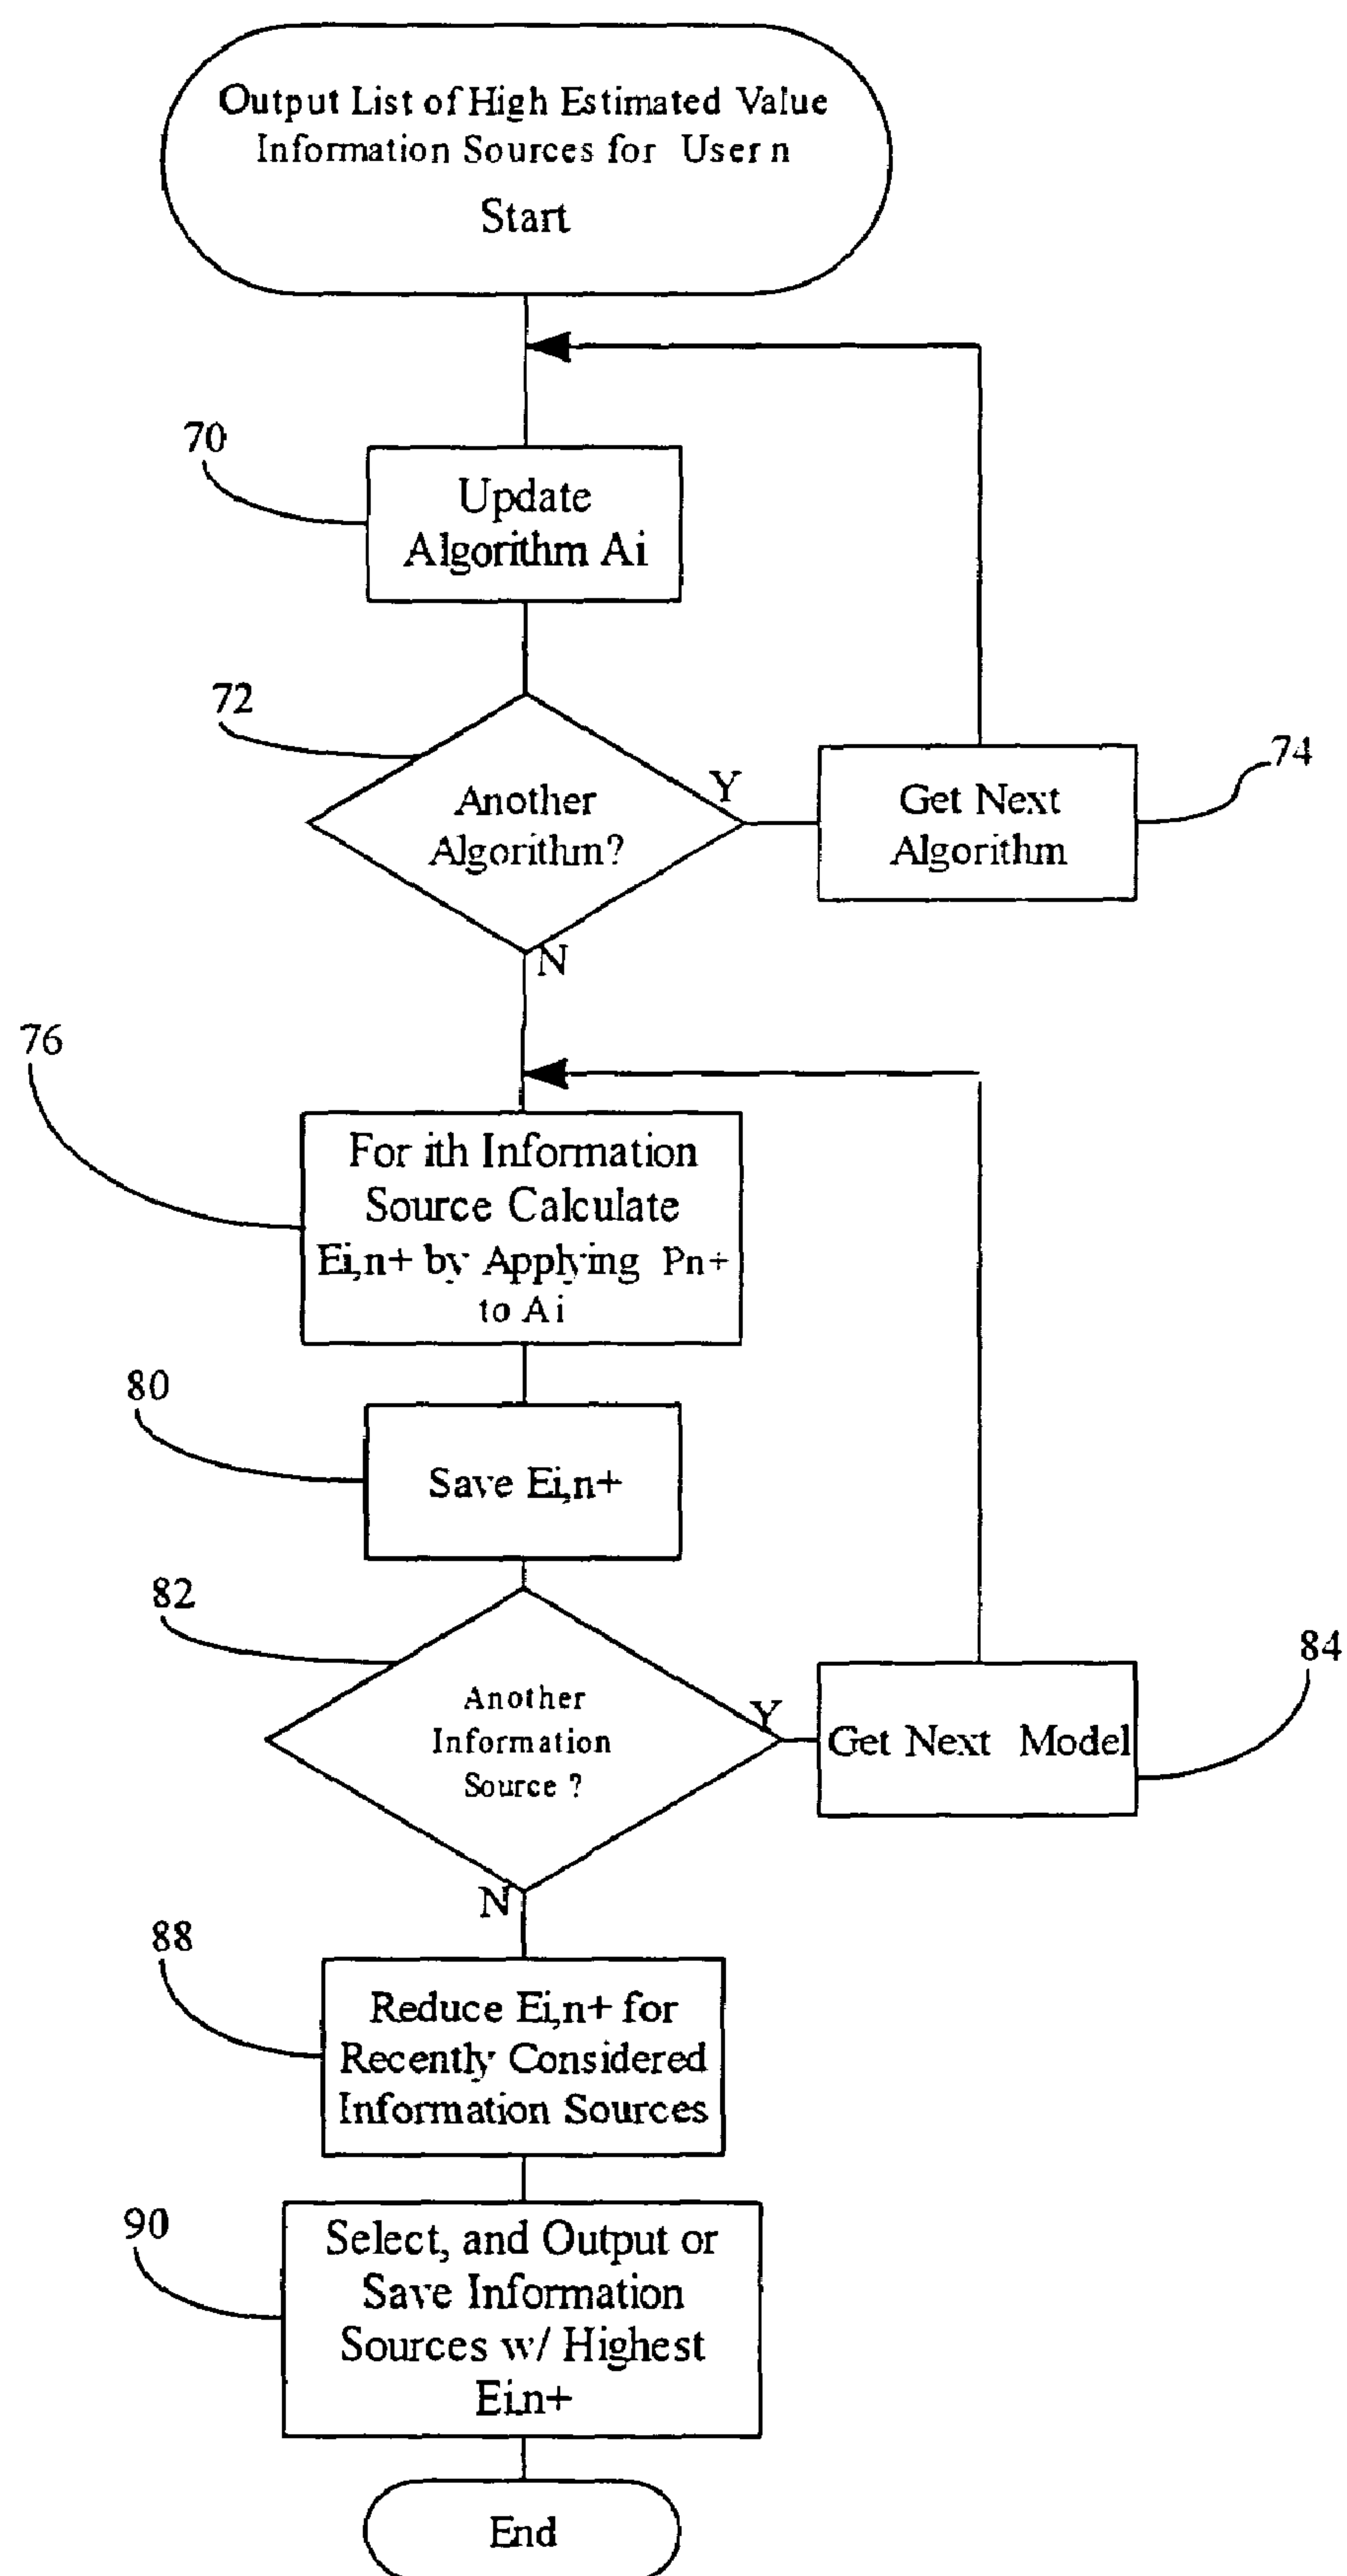 Output List of High Estimated Value
Information Sources for User n
Start
70
Update
Algorithm Ai
72
Another
Algorithm?
Y
Get Next
Algorithm
74
N
76
For ith Information
Source Calculate
Ei,n+ by Applying Pn+
to Ai
80
Save Ei,n+
82
Another
Information
Source ?
Y
Get Next Model
84
N
88
Reduce Ei,n+ for
Recently Considered
Information Sources
90
Select, and Output or
Save Information
Sources w/ Highest
Ei,n+
End